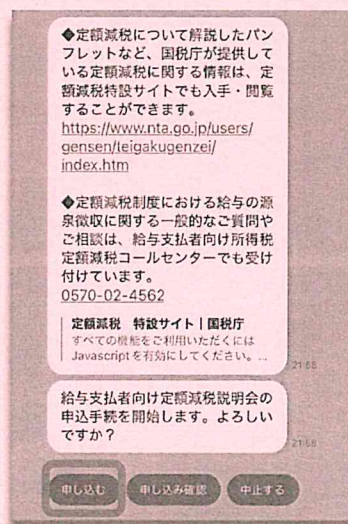 ◆定額減税について解説したパン
フレットなど、国税庁が提供して
いる定額減税に関する情報は、定
額減税特設サイトでも入手・閲覧
することができます。
https://www.nta.go.jp/users/
gensen/teigakugenzei/
index.htm
◆定額減税制度における給与の源
泉徴収に関する一般的なご質問や
ご相談は、給与支払者向け所得税
定額減税コールセンターでも受け
付けています。
0570-02-4562
定額減税 特設サイト|国税庁
すべての機能をご利用いただくには
Javascriptを有効にしてください。...
21:58
給与支払者向け定額減税説明会の
申込手続を開始します。よろしい
ですか?
21:58
申し込む 申し込み確認 中止する